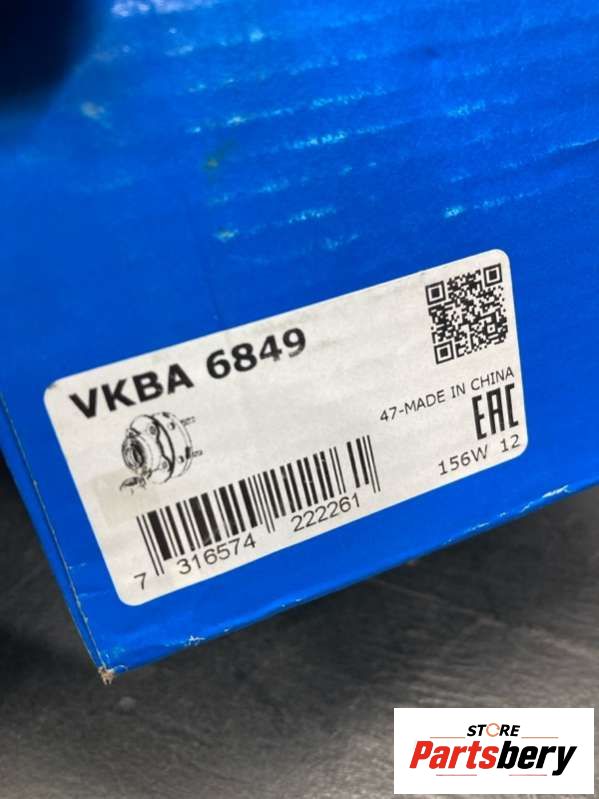 VKBA 6849
47-MADE IN CHINA
EAC
156W 12
7 316574 222261
STORE
Partsbery